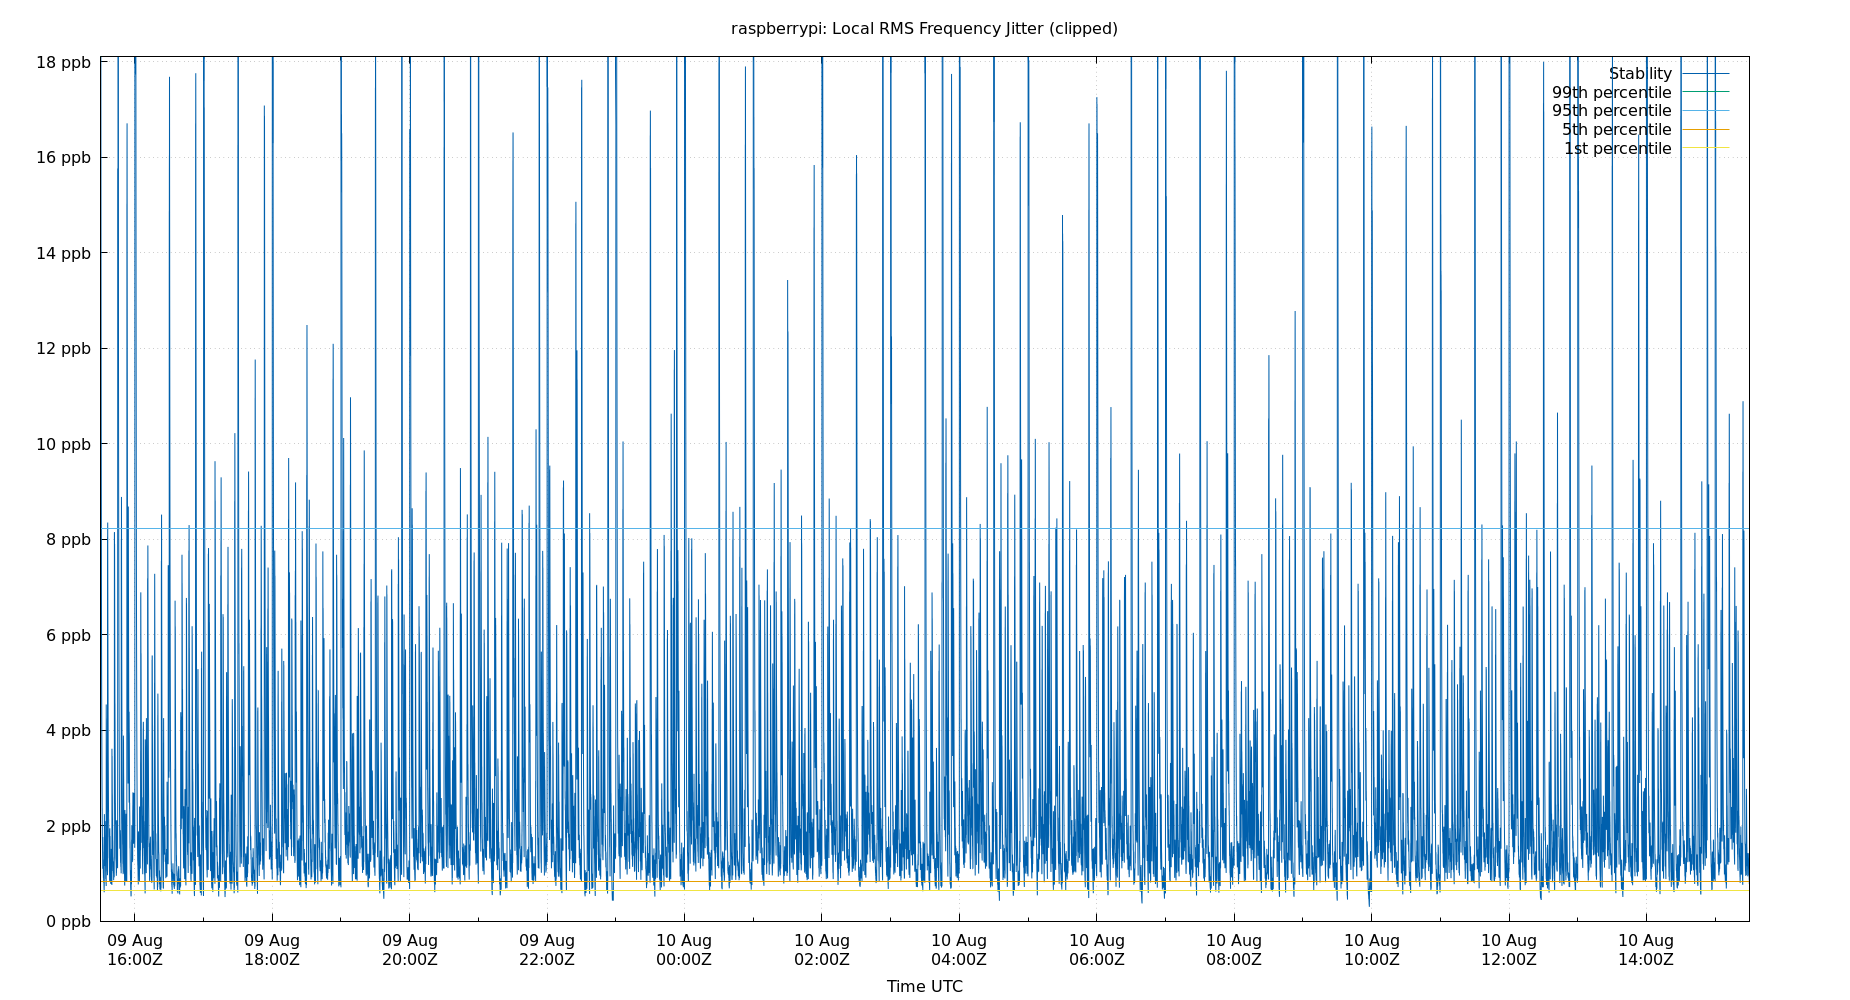 raspberrypi: Local RMS Frequency Jitter (clipped)
18 ppb
16 ppb
14 ppb
12 ppb
10 ppb
8 ppb
6 ppb
4 ppb
2 ppb
0 ppb
Stability
99th percentile
95th percentile
5th percentile
1st percentile
09 Aug 09 Aug 09 Aug 09 Aug 10 Aug 10 Aug 10 Aug 10 Aug 10 Aug 10 Aug 10 Aug 10 Aug
16:00Z 18:00Z 20:00Z 22:00Z 00:00Z 02:00Z 04:00Z 06:00Z 08:00Z 10:00Z 12:00Z 14:00Z
Time UTC